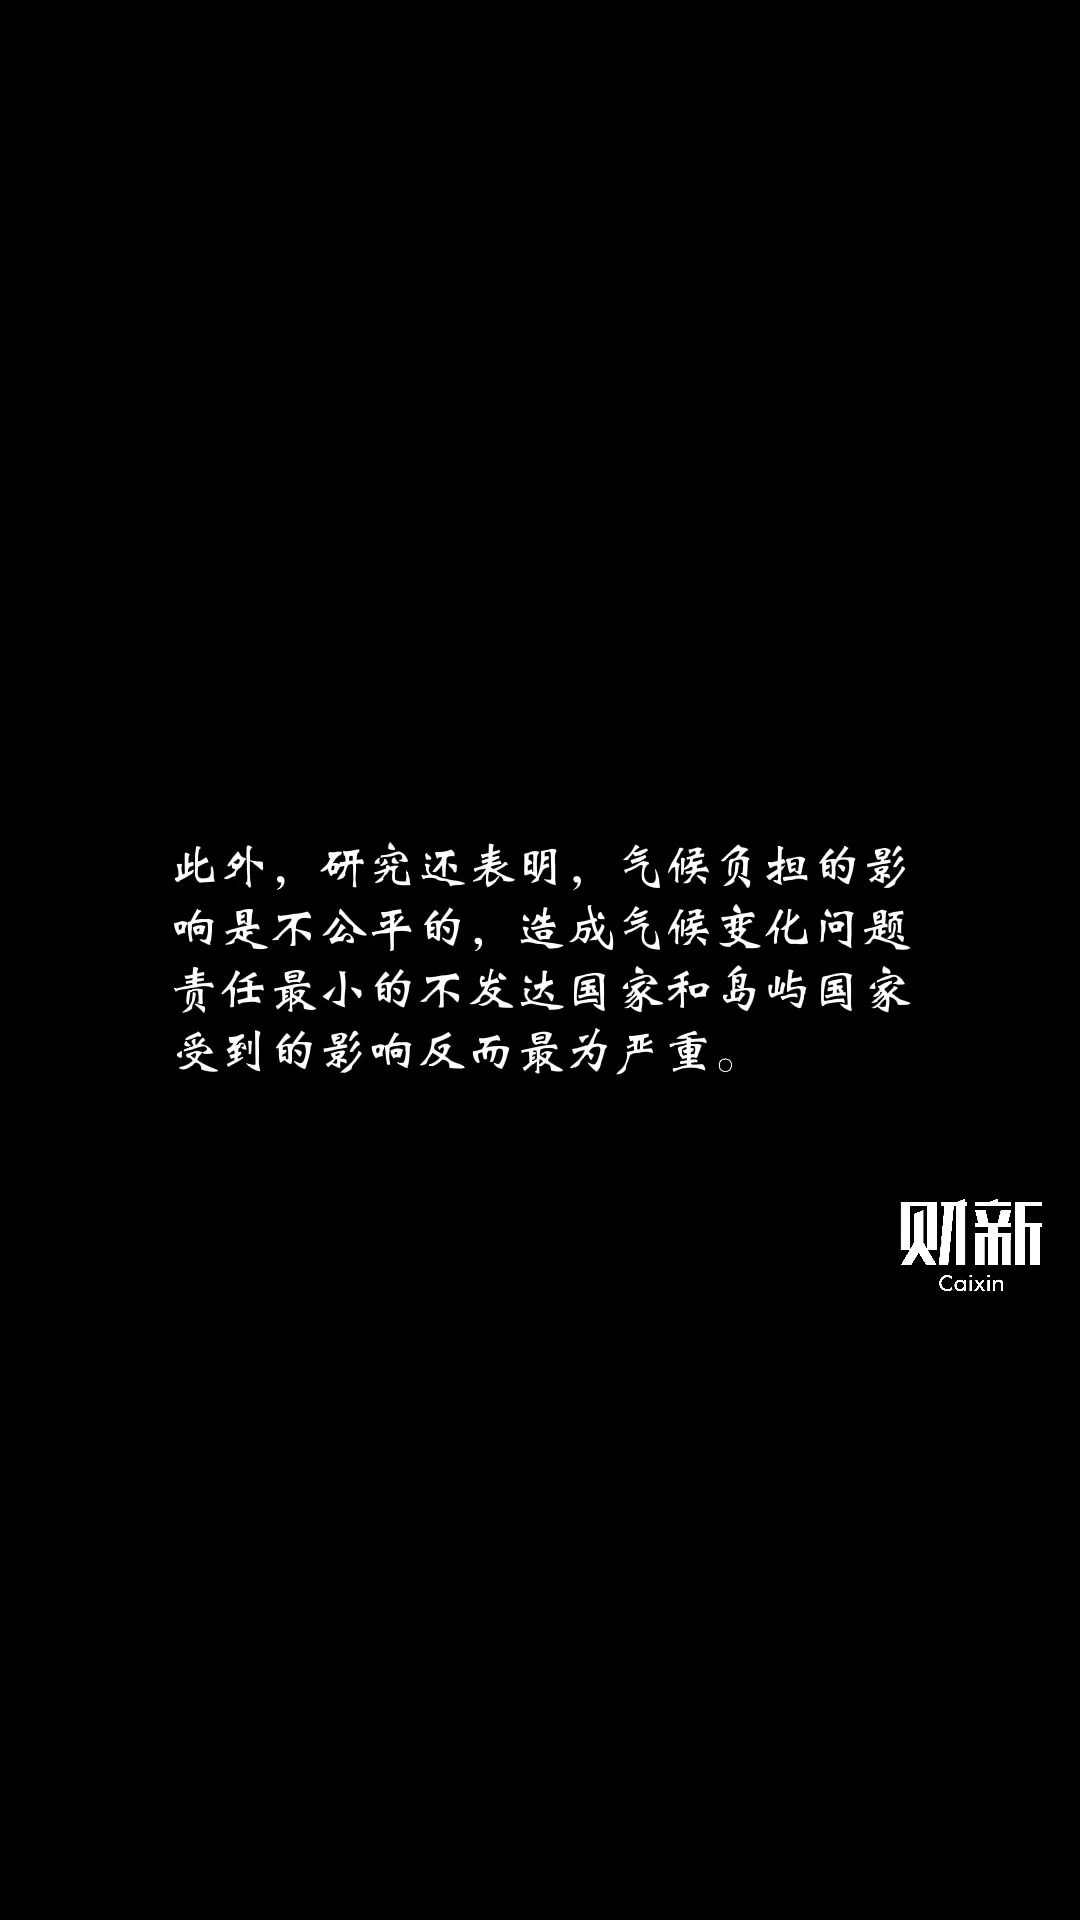 此外，研究还表明，气候负担的影
响是不公平的，造成气候变化问题
责任最小的不发达国家和岛屿国家
受到的影响反而最为严重。
财新
Caixin